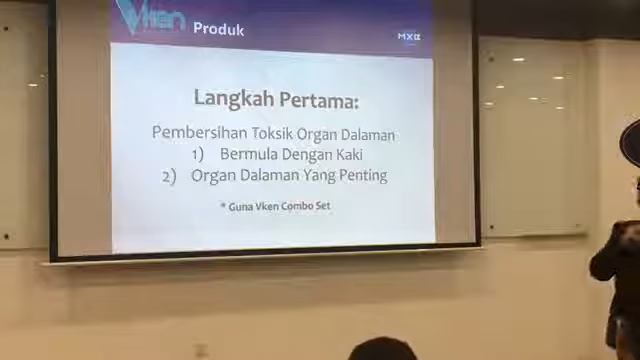 Vken
Produk
Langkah Pertama:
Pembersihan Toksik Organ Dalaman
1) Bermula Dengan Kaki
2) Organ Dalaman Yang Penting
* Guna Vken Combo Set